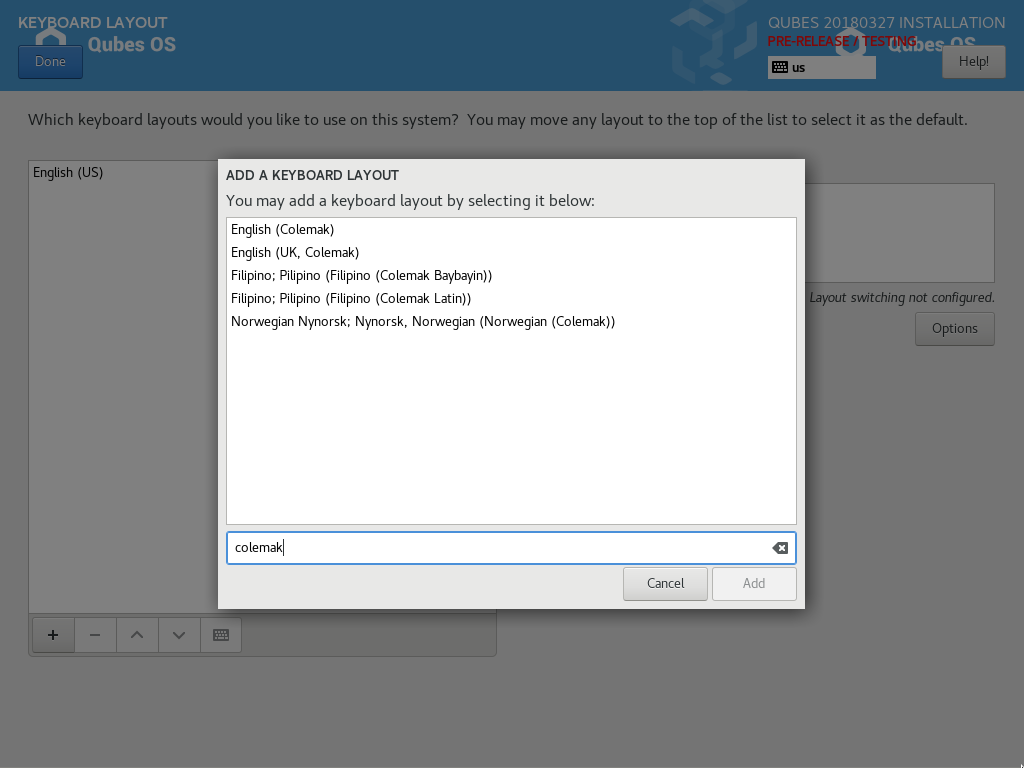 KEYBOARD LAYOUT
Qubes OS
Done
QUBES 20180327 INSTALLATION
PRE-RELEASE / TESTING
Qubes OS
us
Help!
Which keyboard layouts would you like to use on this system?  You may move any layout to the top of the list to select it as the default.
English (US)
ADD A KEYBOARD LAYOUT
You may add a keyboard layout by selecting it below:
English (Colemak)
English (UK, Colemak)
Filipino; Pilipino (Filipino (Colemak Baybayin))
Filipino; Pilipino (Filipino (Colemak Latin))
Norwegian Nynorsk; Nynorsk, Norwegian (Norwegian (Colemak))
Layout switching not configured.
Options
colemak
Cancel
Add